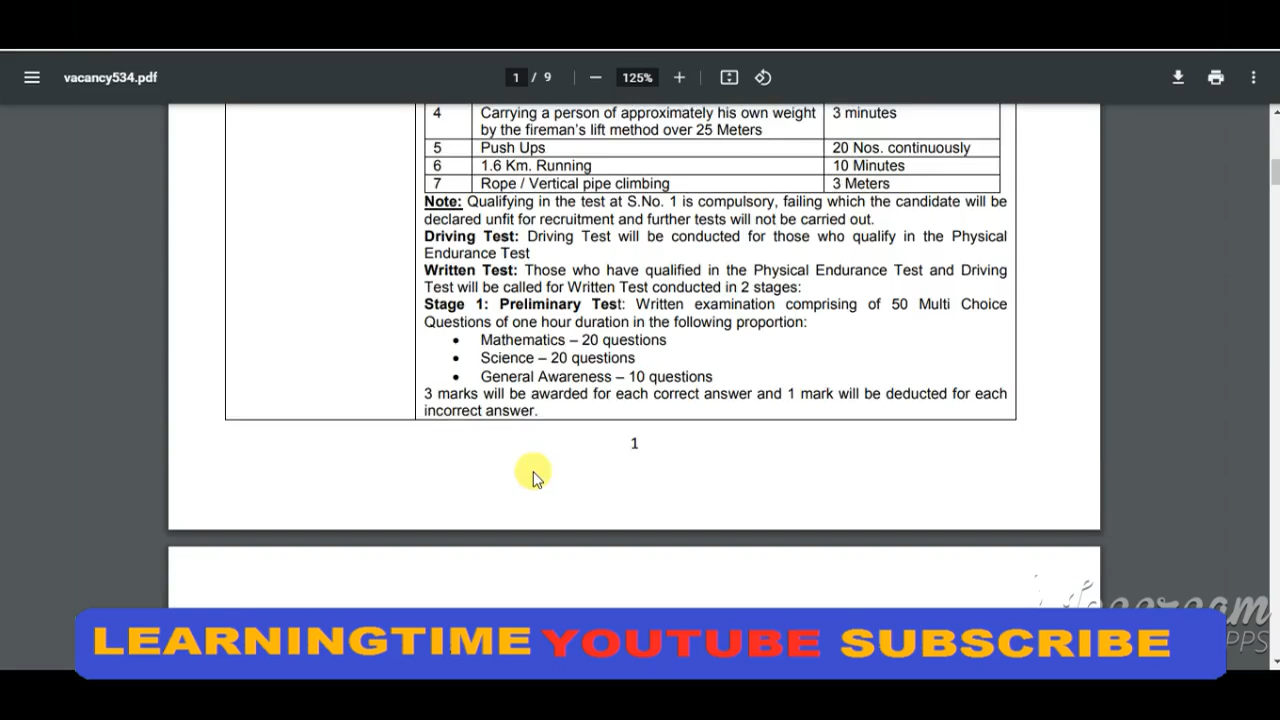 vacancy534.pdf
1 / 9
125%
4 Carrying a person of approximately his own weight 3 minutes
by the fireman's lift method over 25 Meters
5 Push Ups 20 Nos. continuously
6 1.6 Km. Running 10 Minutes
7 Rope / Vertical pipe climbing 3 Meters
Note: Qualifying in the test at S.No. 1 is compulsory, failing which the candidate will be
declared unfit for recruitment and further tests will not be carried out.
Driving Test: Driving Test will be conducted for those who qualify in the Physical
Endurance Test
Written Test: Those who have qualified in the Physical Endurance Test and Driving
Test will be called for Written Test conducted in 2 stages:
Stage 1: Preliminary Test: Written examination comprising of 50 Multi Choice
Questions of one hour duration in the following proportion:
• Mathematics – 20 questions
• Science – 20 questions
• General Awareness – 10 questions
3 marks will be awarded for each correct answer and 1 mark will be deducted for each
incorrect answer.
1
LEARNINGTIME YOUTUBE SUBSCRIBE